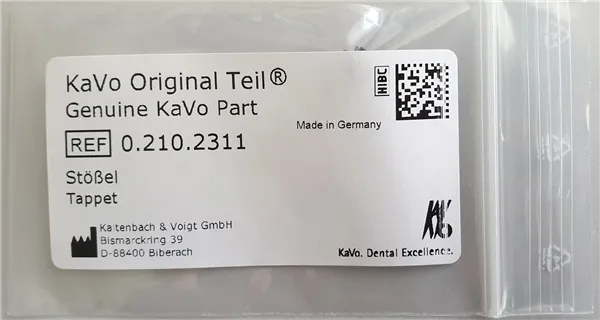 KaVo Original Teil®
Genuine KaVo Part
REF 0.210.2311
Made in Germany
HIBC
Stößel
Tappet
Kaltenbach & Voigt GmbH
Bismarckring 39
D-88400 Biberach
KaVo. Dental Excellence.